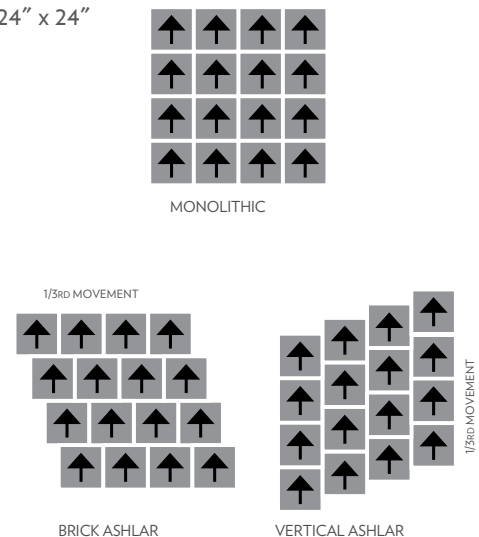 24” x 24”
MONOLITHIC
1/3RD MOVEMENT
1/3RD MOVEMENT
BRICK ASHLAR
VERTICAL ASHLAR